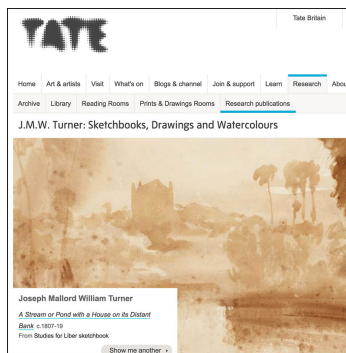 Tate Britain
TATE
Home Art & artists Visit What's on Blogs & channel Join & support Learn Research Abou
Archive Library Reading Rooms Prints & Drawings Rooms Research publications
J.M.W. Turner: Sketchbooks, Drawings and Watercolours
Joseph Mallord William Turner
A Stream or Pond with a House on its Distant
Bank c.1807-19
From Studies for Liber sketchbook
Show me another